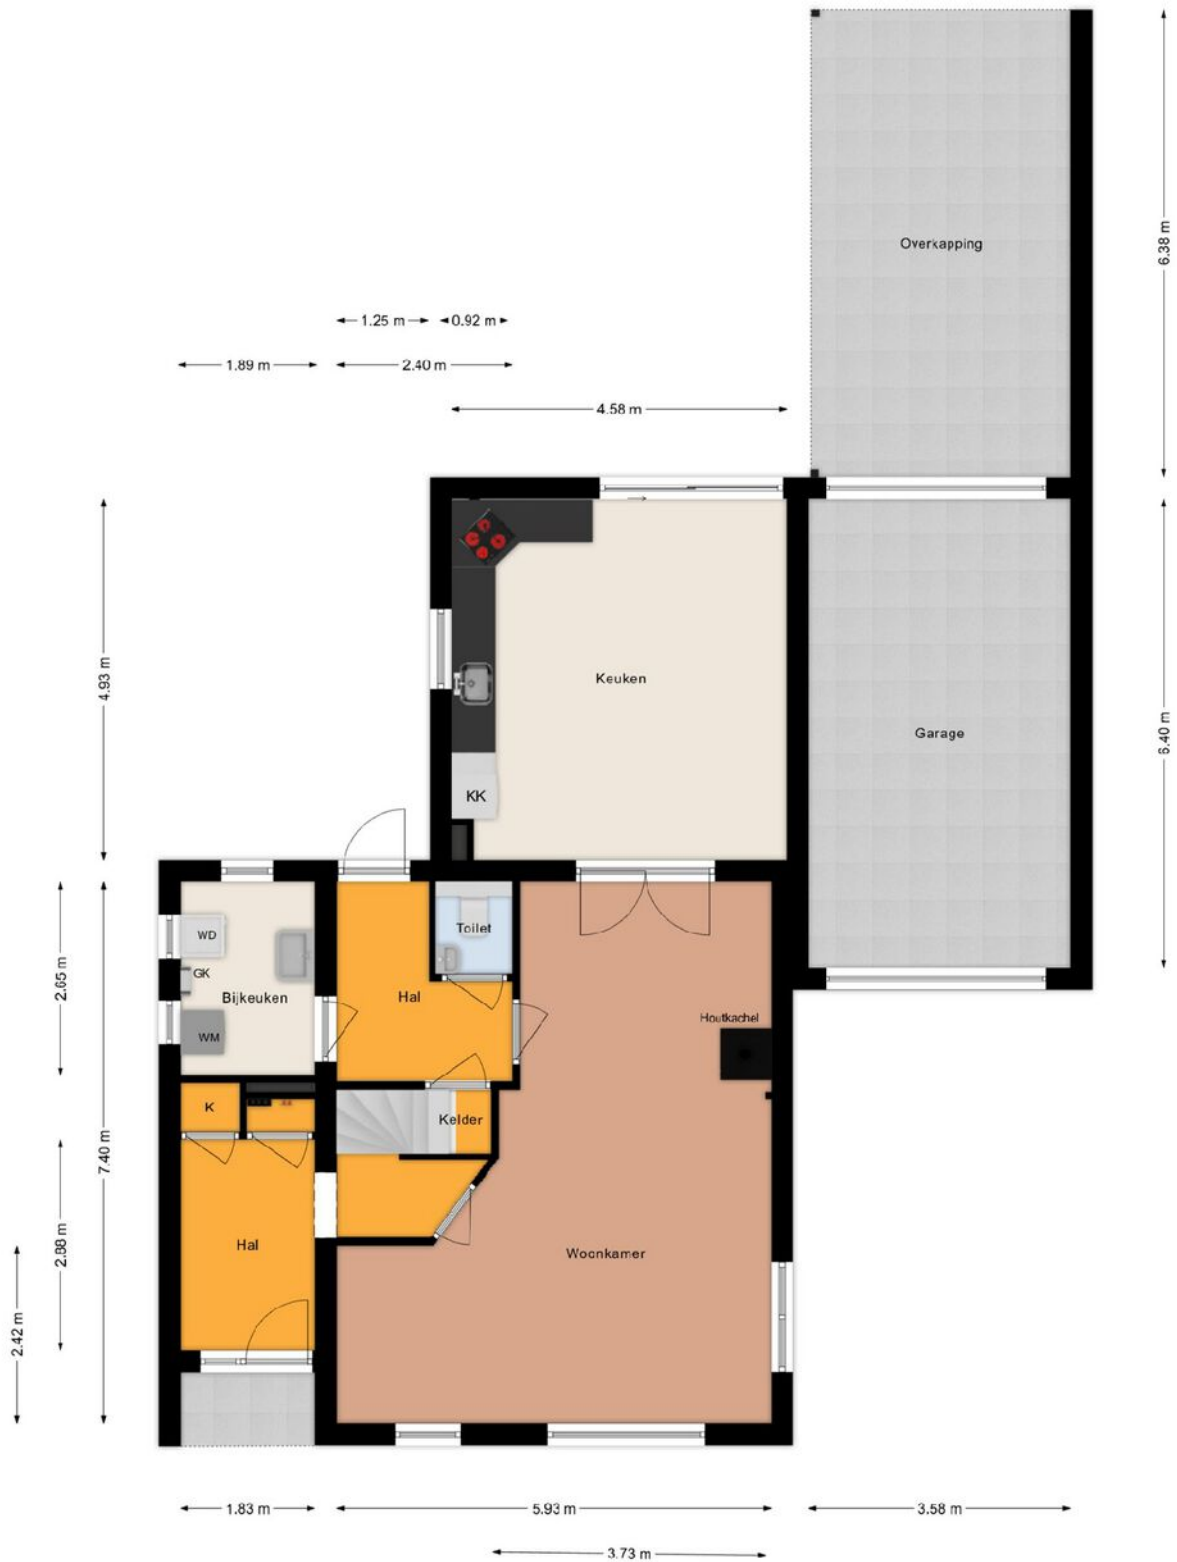 6.38 m
Overkapping
1.25 m
0.92 m
1.89 m
2.40 m
4.58 m
4.93 m
Keuken
6.40 m
Garage
KK
WD
Toilet
GK
2.65 m
Bijkeuken
Hal
Houtkachel
WM
K
Kelder
7.40 m
2.88 m
Hal
Woonkamer
2.42 m
1.83 m
5.93 m
3.58 m
3.73 m